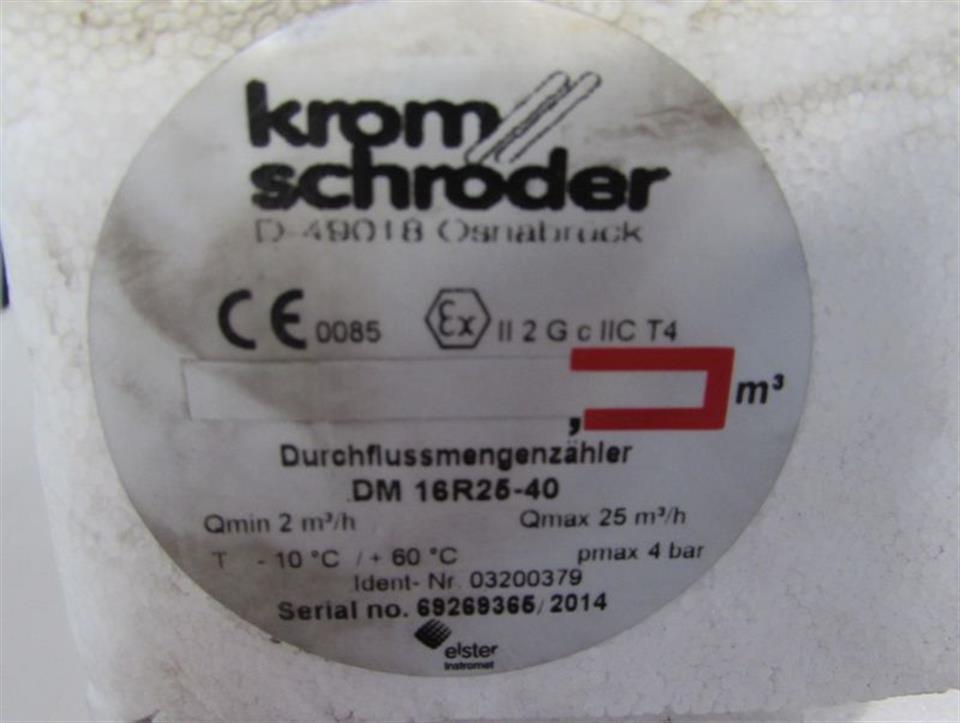 krom
schroder
D-49018 Osnabruck
CE 0085 Ex II 2 G c IIC T4
, m³
Durchflussmengenzähler
DM 16R25-40
Qmin 2 m³/h Qmax 25 m³/h
T -10 °C / + 60 °C pmax 4 bar
Ident- Nr. 03200379
Serial no. 69269365/2014
elster
Instromet